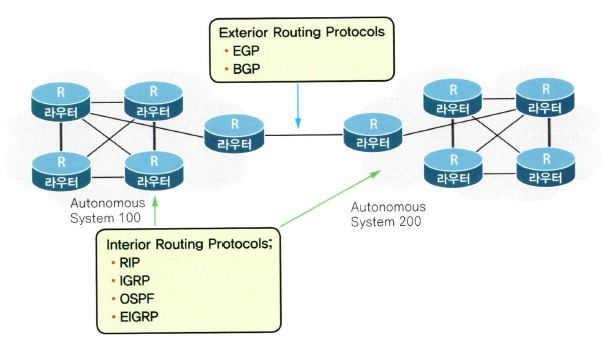 Exterior Routing Protocols
• EGP
• BGP
R
라우터
R
라우터
R
라우터
R
라우터
R
라우터
R
라우터
R
라우터
R
라우터
R
라우터
R
라우터
Autonomous
System 100
Autonomous
System 200
Interior Routing Protocols;
• RIP
• IGRP
• OSPF
• EIGRP